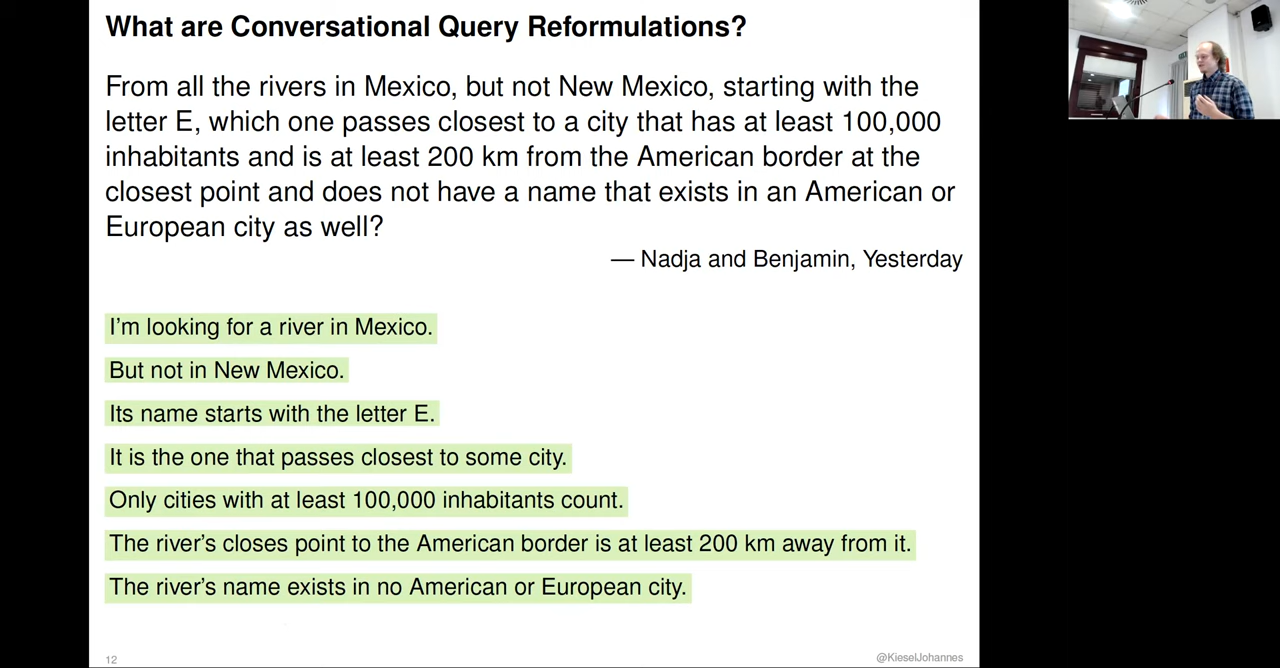 What are Conversational Query Reformulations?
From all the rivers in Mexico, but not New Mexico, starting with the
letter E, which one passes closest to a city that has at least 100,000
inhabitants and is at least 200 km from the American border at the
closest point and does not have a name that exists in an American or
European city as well?
— Nadja and Benjamin, Yesterday
I'm looking for a river in Mexico.
But not in New Mexico.
Its name starts with the letter E.
It is the one that passes closest to some city.
Only cities with at least 100,000 inhabitants count.
The river's closes point to the American border is at least 200 km away from it.
The river's name exists in no American or European city.
12
@KieselJohannes